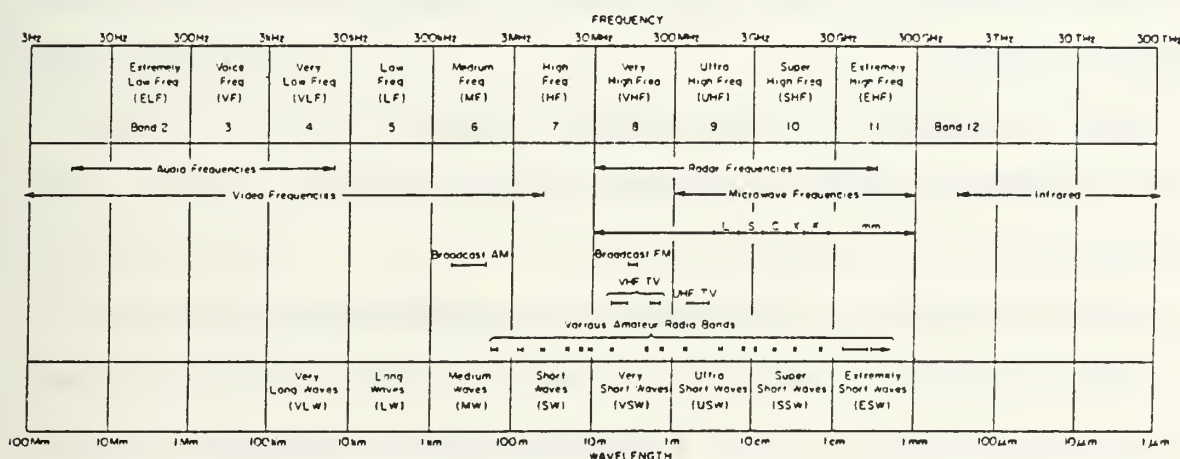 FREQUENCY
3Hz 30Hz 300Hz 3kHz 30kHz 300kHz 3MHz 30MHz 300MHz 3GHz 30GHz 300GHz 3THz 30THz 300THz
Extremely Voice Very Low Medium High Very Ultra Super Extremely
Low Freq Freq Low Freq Freq Freq Freq High Freq High Freq High Freq High Freq
(ELF) (VF) (VLF) (LF) (MF) (HF) (VHF) (UHF) (SHF) (EHF)
Band 2 3 4 5 6 7 8 9 10 11 Band 12
Audio Frequencies Radar Frequencies
Video Frequencies Microwave Frequencies Infrared
L S C X K mm
Broadcast AM Broadcast FM
VHF TV UHF TV
Various Amateur Radio Bands
Very Long Medium Short Very Ultra Super Extremely
Long Waves Waves Waves Waves Short Waves Short Waves Short Waves Short Waves
(VLW) (LW) (MW) (SW) (VSW) (USW) (SSW) (ESW)
100Mm 10Mm 1Mm 100km 10km 1km 100m 10m 1m 10cm 1cm 1mm 100μm 10μm 1μm
WAVELENGTH